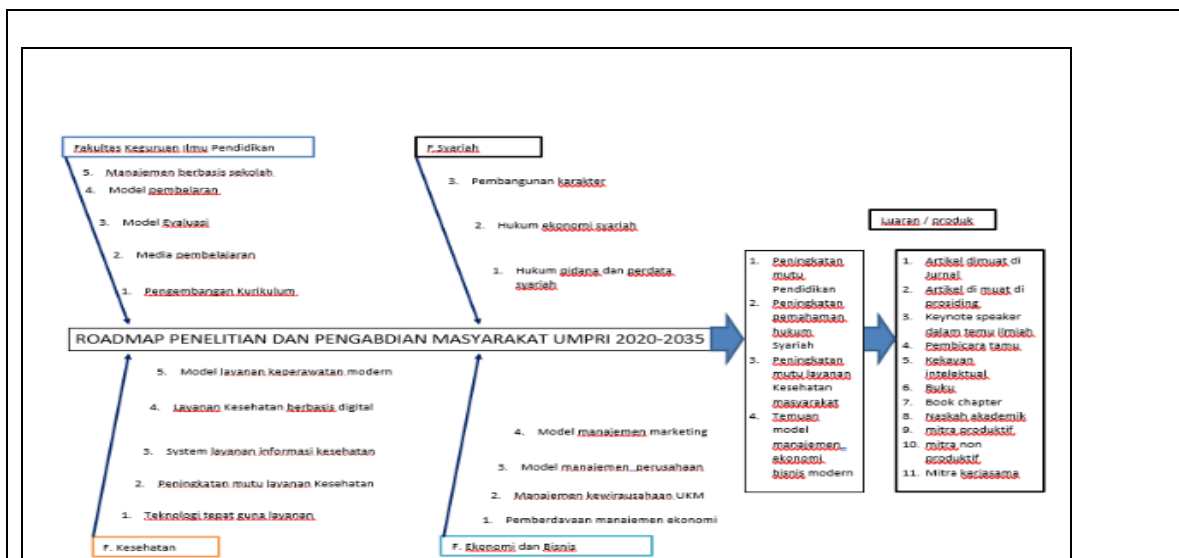 Fakultas Keguruan Ilmu Pendidikan
5. Manajemen berbasis sekolah
4. Model pembelaran
3. Model Evaluasi
2. Media pembelajaran
1. Pengembangan Kurikulum
F.Syariah
3. Pembangunan karakter
2. Hukum ekonomi syariah
1. Hukum pidana dan perdata
syariah
ROADMAP PENELITIAN DAN PENGABDIAN MASYARAKAT UMPRI 2020-2035
5. Model layanan keperawatan modern
4. Layanan Kesehatan berbasis digital
3. System layanan informasi kesehatan
2. Peningkatan mutu layanan Kesehatan
1. Teknologi tepat guna layanan
F. Kesehatan
4. Model manajemen marketing
3. Model manajemen perusahaan
2. Manajemen kewirausahaan UKM
1. Pemberdayaan manajemen ekonomi
F. Ekonomi dan Bisnis
1. Peningkatan
mutu
Pendidikan
2. Peningkatan
pemahaman
hukum
Syariah
3. Peningkatan
mutu layanan
Kesehatan
masyarakat
4. Temuan
model
manajemen
ekonomi
bisnis modern
Luaran / produk
1. Artikel dimuat di
Jurnal
2. Artikel di muat di
prosiding
3. Keynote speaker
dalam temu ilmiah
4. Pembicara tamu
5. Kekayan
intelektual
6. Buku
7. Book chapter
8. Naskah akademik
9. mitra produktif
10. mitra non
produktif
11. Mitra kerjasama